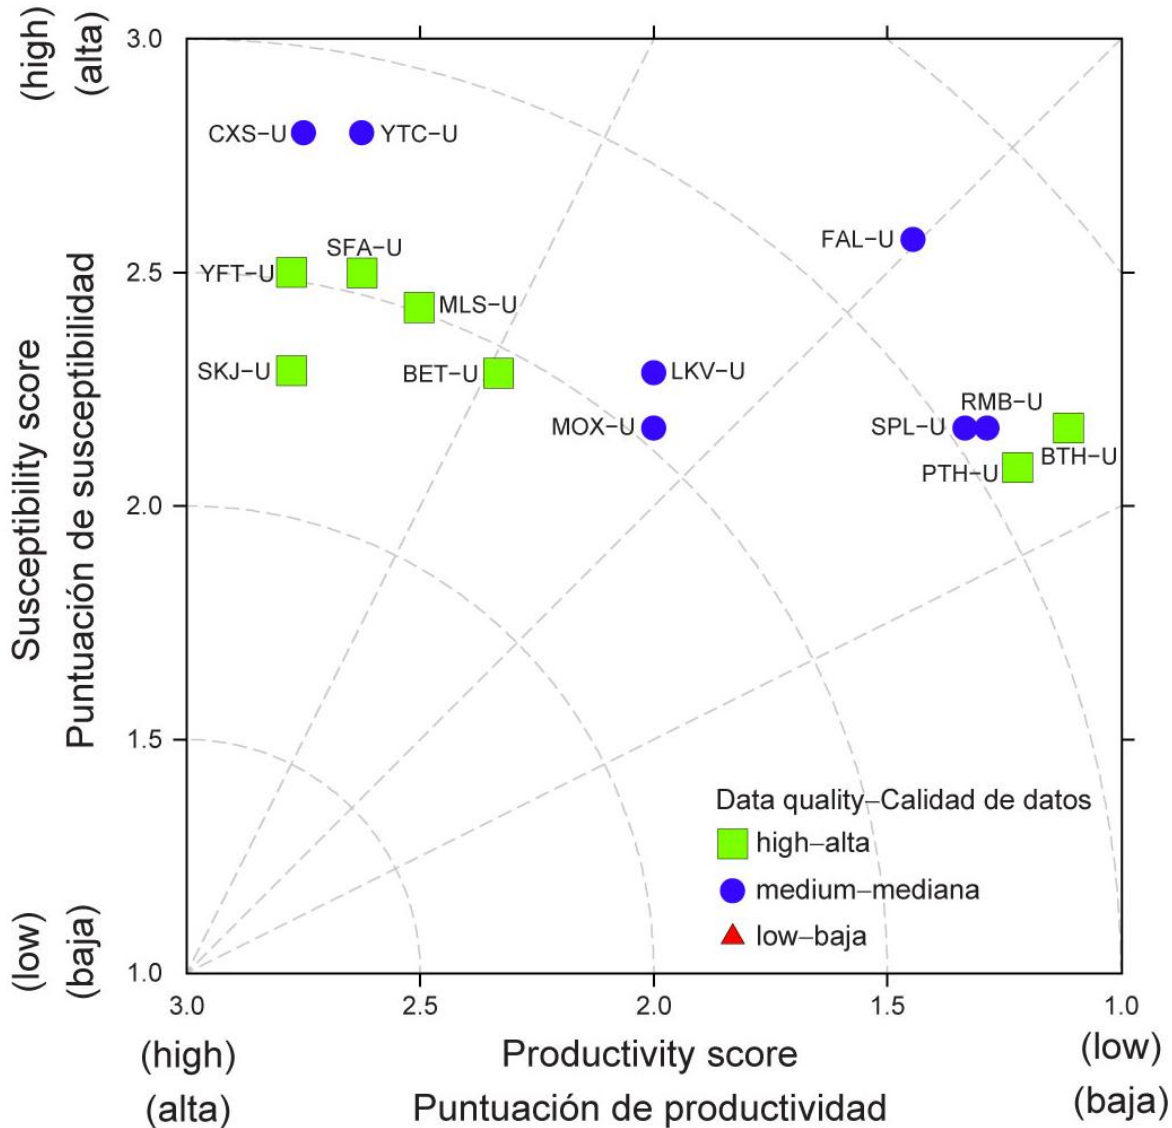 (high)
(alta)
3.0
CXS−U
YTC−U
FAL−U
SFA−U
2.5
YFT−U
MLS−U
SKJ−U
BET−U
LKV−U
RMB−U
MOX−U
SPL−U
BTH−U
PTH−U
2.0
Susceptibility score
Puntuación de susceptibilidad
1.5
Data quality–Calidad de datos
high–alta
medium–mediana
low–baja
(low)
(baja)
1.0
3.0 2.5 2.0 1.5 1.0
(high) Productivity score (low)
(alta) Puntuación de productividad (baja)